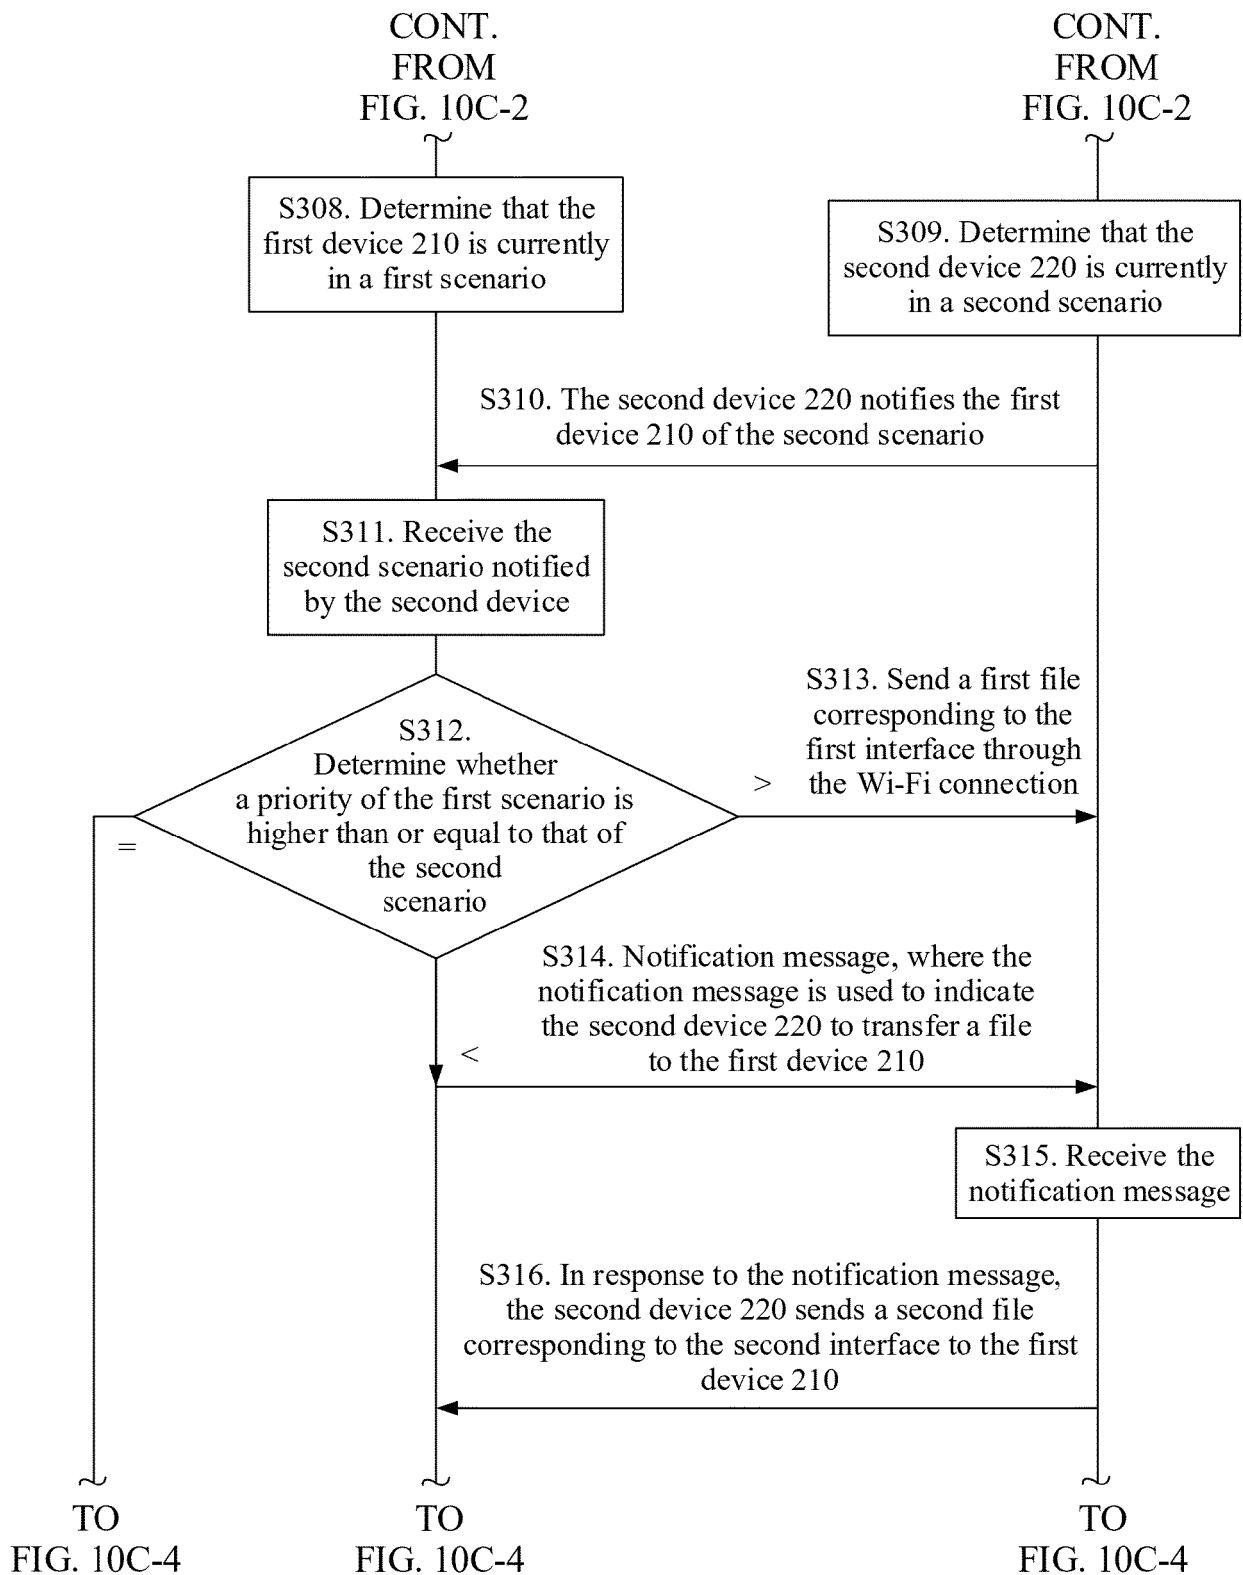 CONT.
FROM
FIG. 10C-2
CONT.
FROM
FIG. 10C-2
S308. Determine that the
first device 210 is currently
in a first scenario
S309. Determine that the
second device 220 is currently
in a second scenario
S310. The second device 220 notifies the first
device 210 of the second scenario
S311. Receive the
second scenario notified
by the second device
S312.
Determine whether
a priority of the first scenario is
higher than or equal to that of
the second
scenario
S313. Send a first file
corresponding to the
first interface through
the Wi-Fi connection
>
=
S314. Notification message, where the
notification message is used to indicate
the second device 220 to transfer a file
to the first device 210
<
S315. Receive the
notification message
S316. In response to the notification message,
the second device 220 sends a second file
corresponding to the second interface to the first
device 210
TO
FIG. 10C-4
TO
FIG. 10C-4
TO
FIG. 10C-4